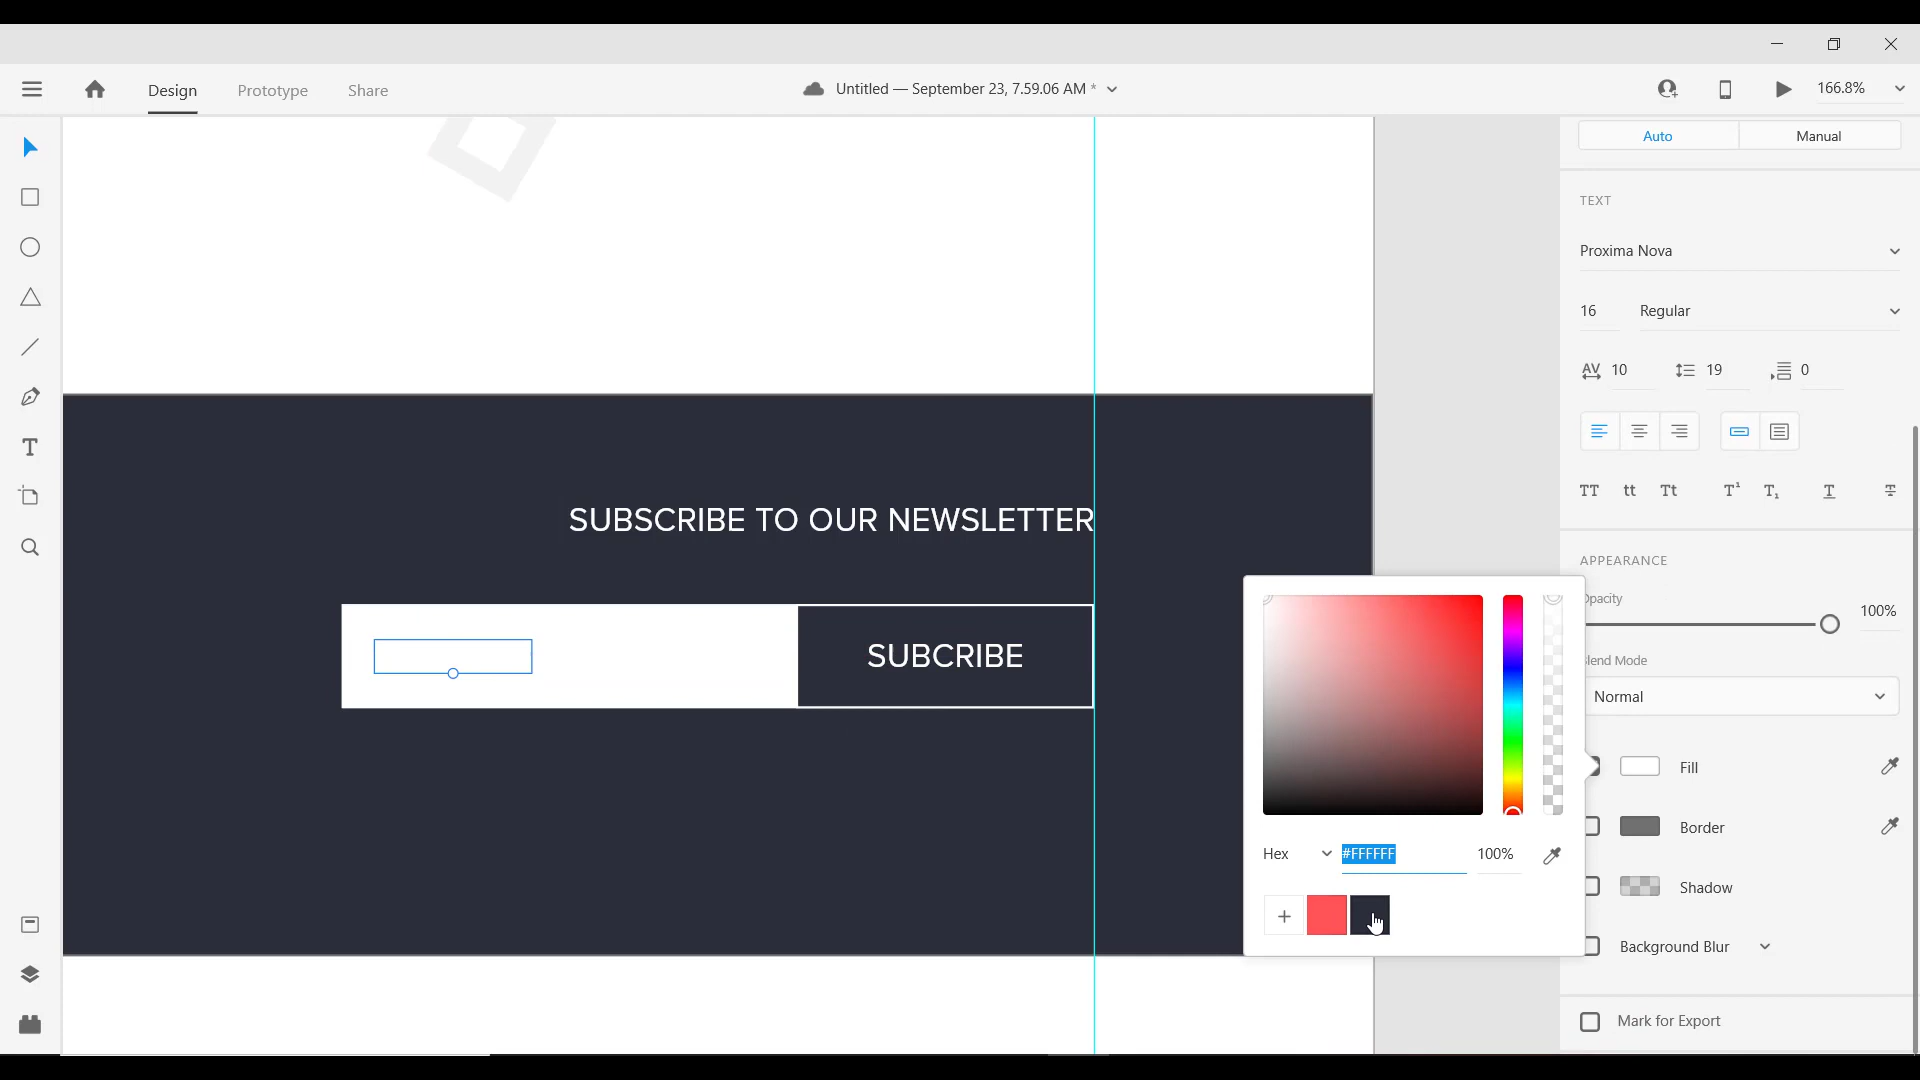 Design Prototype Share
Untitled — September 23, 7.59.06 AM *
166.8%
Auto Manual
TEXT
Proxima Nova
16 Regular
AV 10 19 0
TT tt Tt T1 T1 T T
APPEARANCE
Opacity
100%
Blend Mode
Normal
Fill
Border
Shadow
Background Blur
Mark for Export
SUBSCRIBE TO OUR NEWSLETTER
SUBCRIBE
Hex #FFFFFF 100%